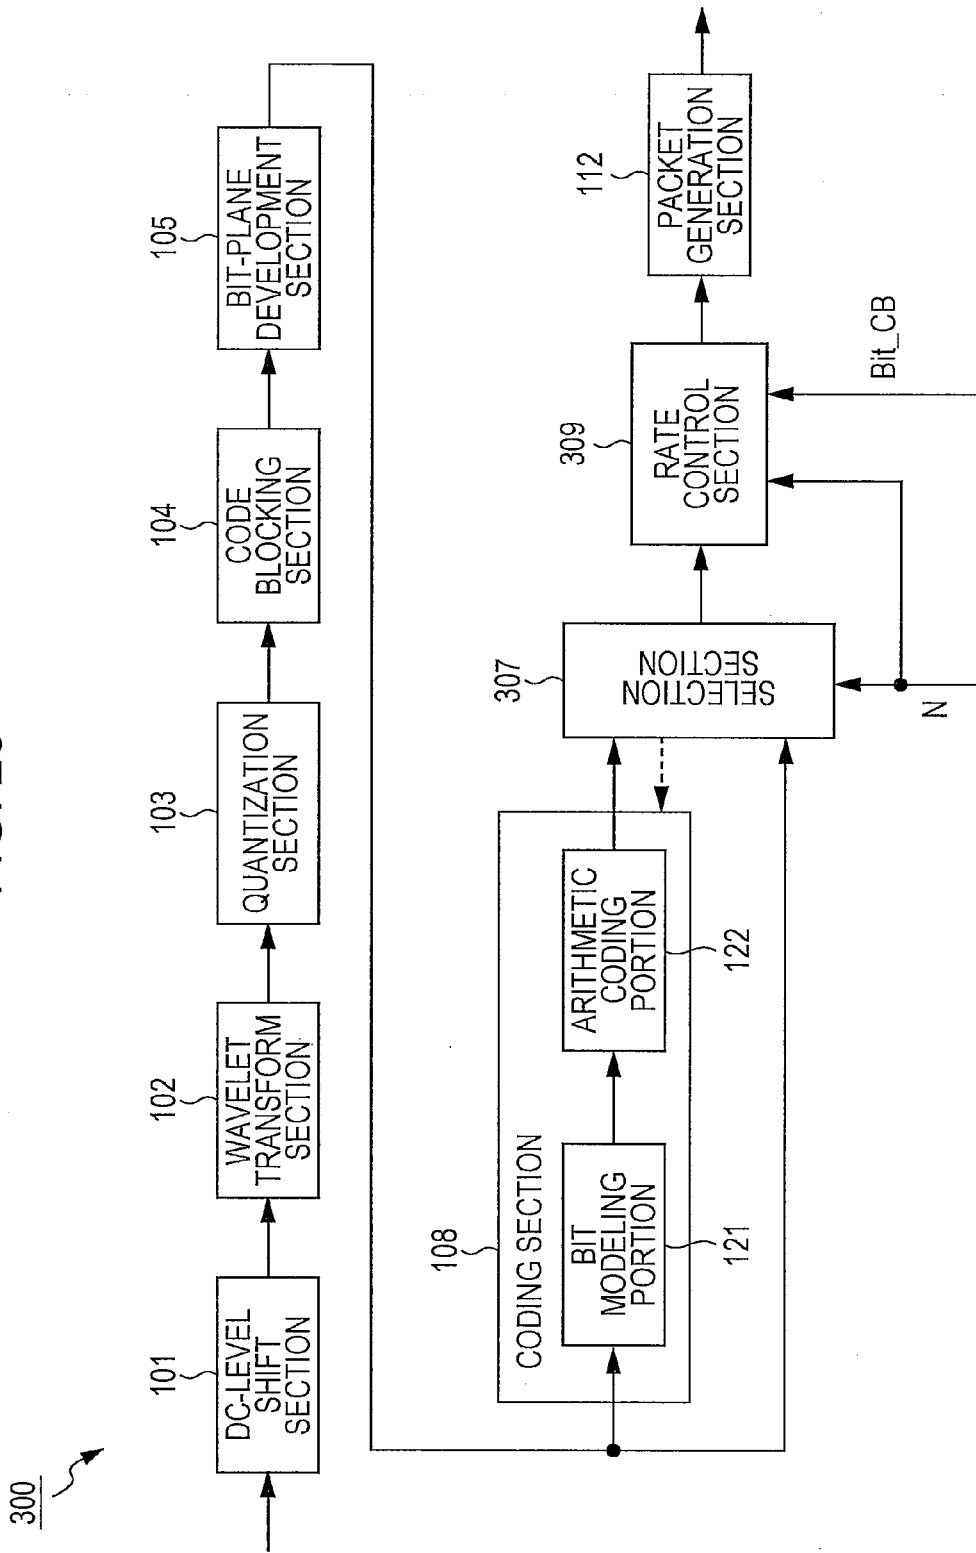 300
101
DC-LEVEL
SHIFT
SECTION
102
WAVELET
TRANSFORM
SECTION
103
QUANTIZATION
SECTION
104
CODE
BLOCKING
SECTION
105
BIT-PLANE
DEVELOPMENT
SECTION
108
CODING SECTION
BIT
MODELING
PORTION
121
ARITHMETIC
CODING
PORTION
122
307
SELECTION
SECTION
N
309
RATE
CONTROL
SECTION
Bit_CB
112
PACKET
GENERATION
SECTION